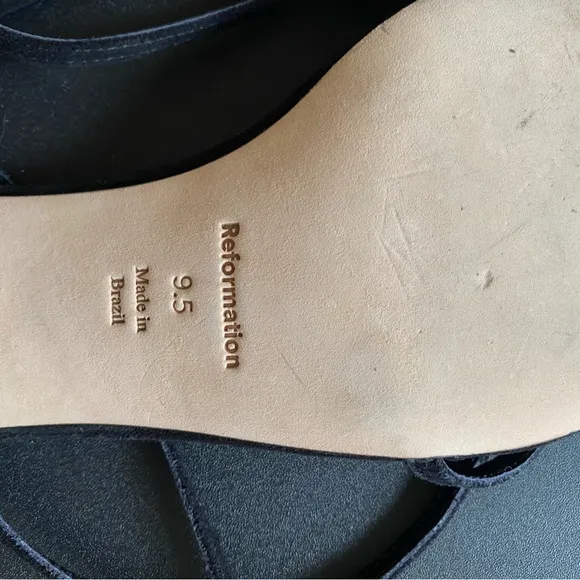 Reformation
9.5
Made in
Brazil